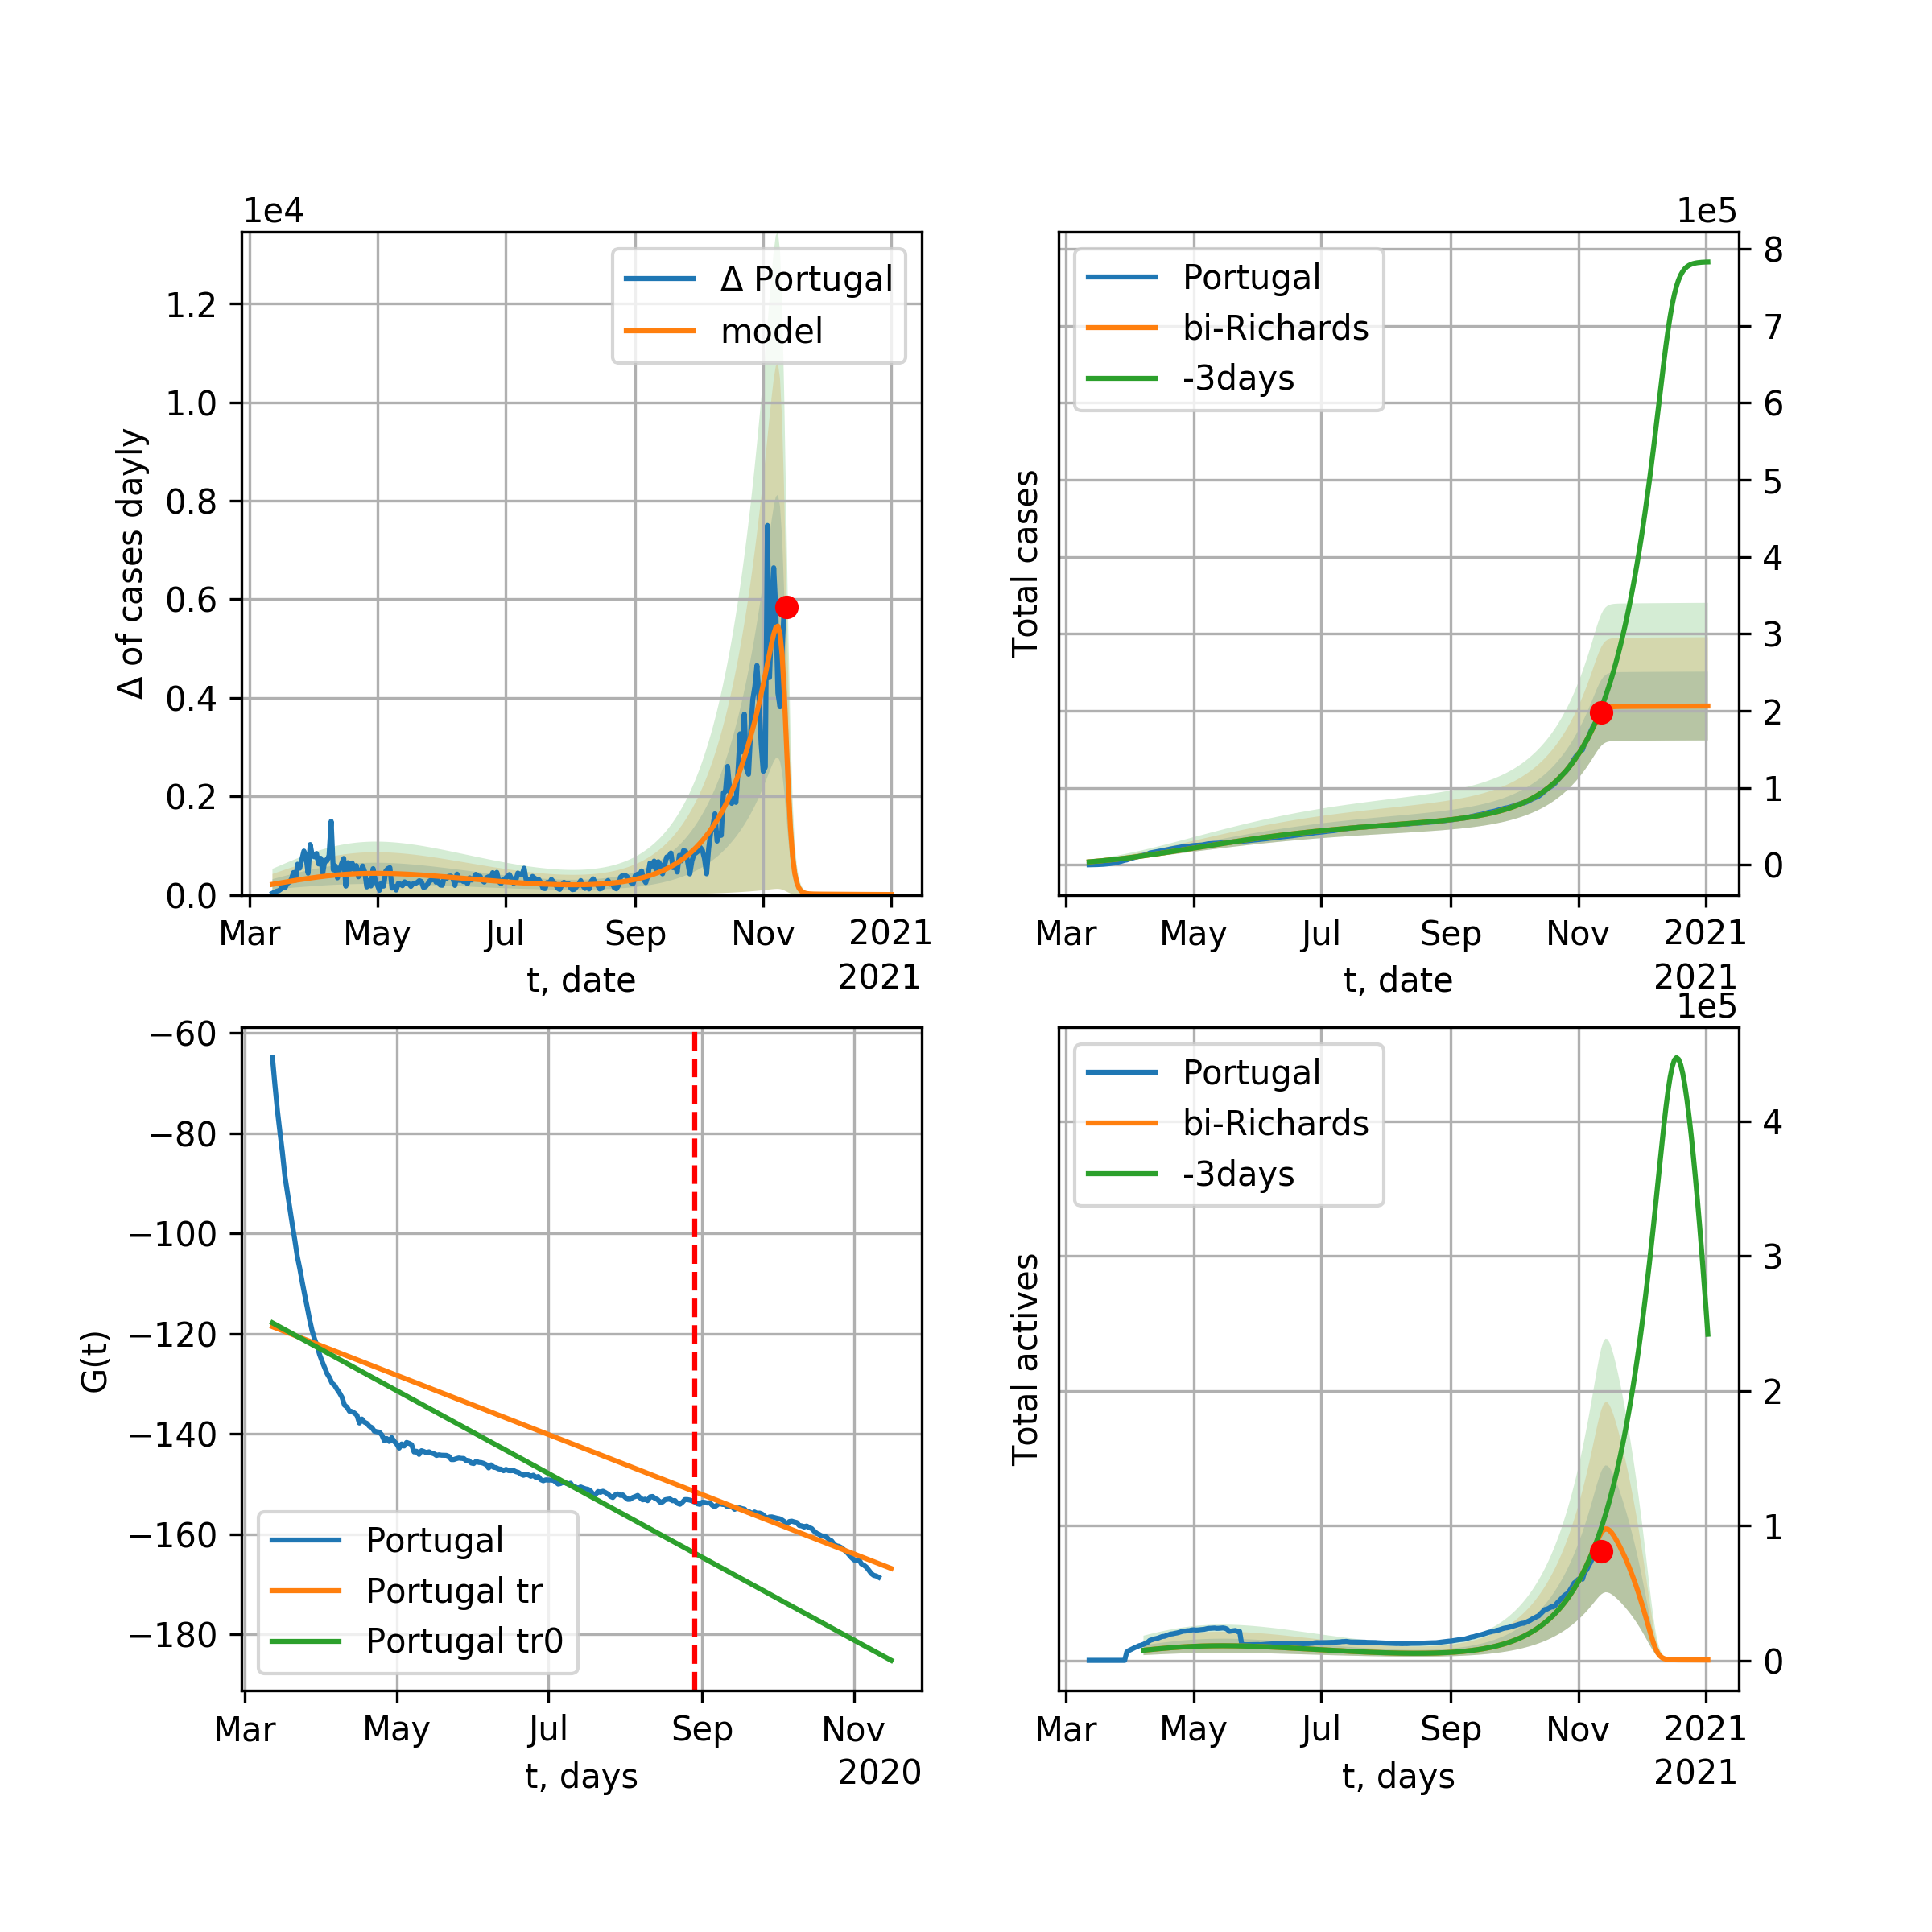 1e4
Δ of cases dayly
1.2
1.0
0.8
0.6
0.4
0.2
0.0
Δ Portugal
model
Mar May Jul Sep Nov 2021
t, date
2021
1e5
Total cases
Portugal
bi-Richards
-3days
8
7
6
5
4
3
2
1
0
Mar May Jul Sep Nov 2021
t, date
2021
G(t)
−60
−80
−100
−120
−140
−160
−180
Portugal
Portugal tr
Portugal tr0
Mar May Jul Sep Nov
t, days
2020
1e5
Total actives
Portugal
bi-Richards
-3days
4
3
2
1
0
Mar May Jul Sep Nov 2021
t, days
2021